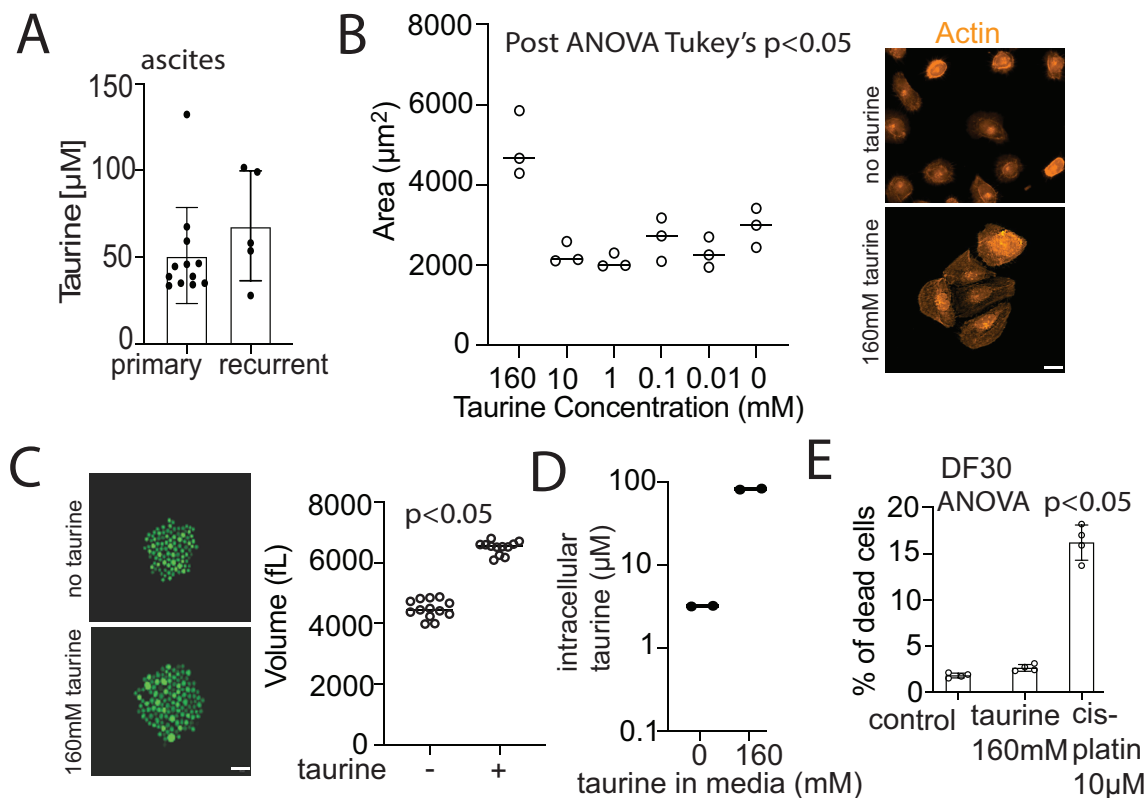 A
ascites
Taurine [µM]
150
100
50
0
primary
recurrent
B
Post ANOVA Tukey's p<0.05
Area (µm²)
8000
6000
4000
2000
0
160 10 1 0.1 0.01 0
Taurine Concentration (mM)
Actin
no taurine
160mM taurine
C
no taurine
160mM taurine
Volume (fL)
8000
6000
4000
2000
0
p<0.05
taurine - +
D
intracellular
taurine (µM)
100
10
1
0.1
0 160
taurine in media (mM)
E
DF30
ANOVA p<0.05
% of dead cells
20
15
10
5
0
control
taurine
160mM
cis-
platin
10µM